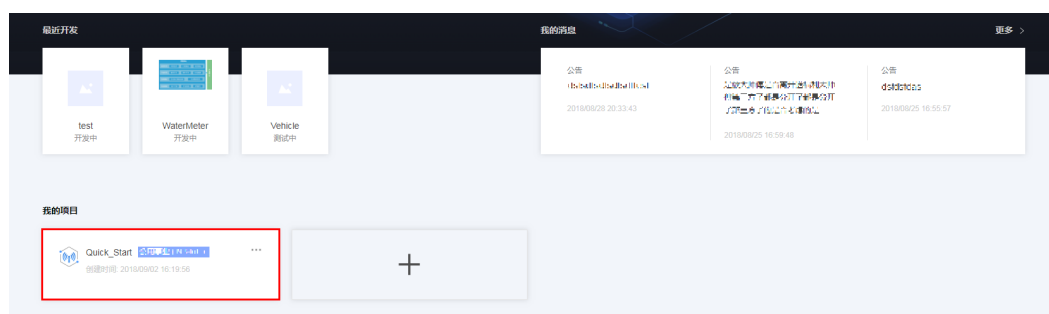 最近开发
我的消息
更多 >
test
开发中
WaterMeter
开发中
Vehicle
测试中
公告
2018/08/28 20:33:43
公告
2018/08/25 16:59:48
公告
dsfdsfdas
2018/08/25 16:55:57
我的项目
Quick_Start
创建时间: 2018/09/02 16:19:56